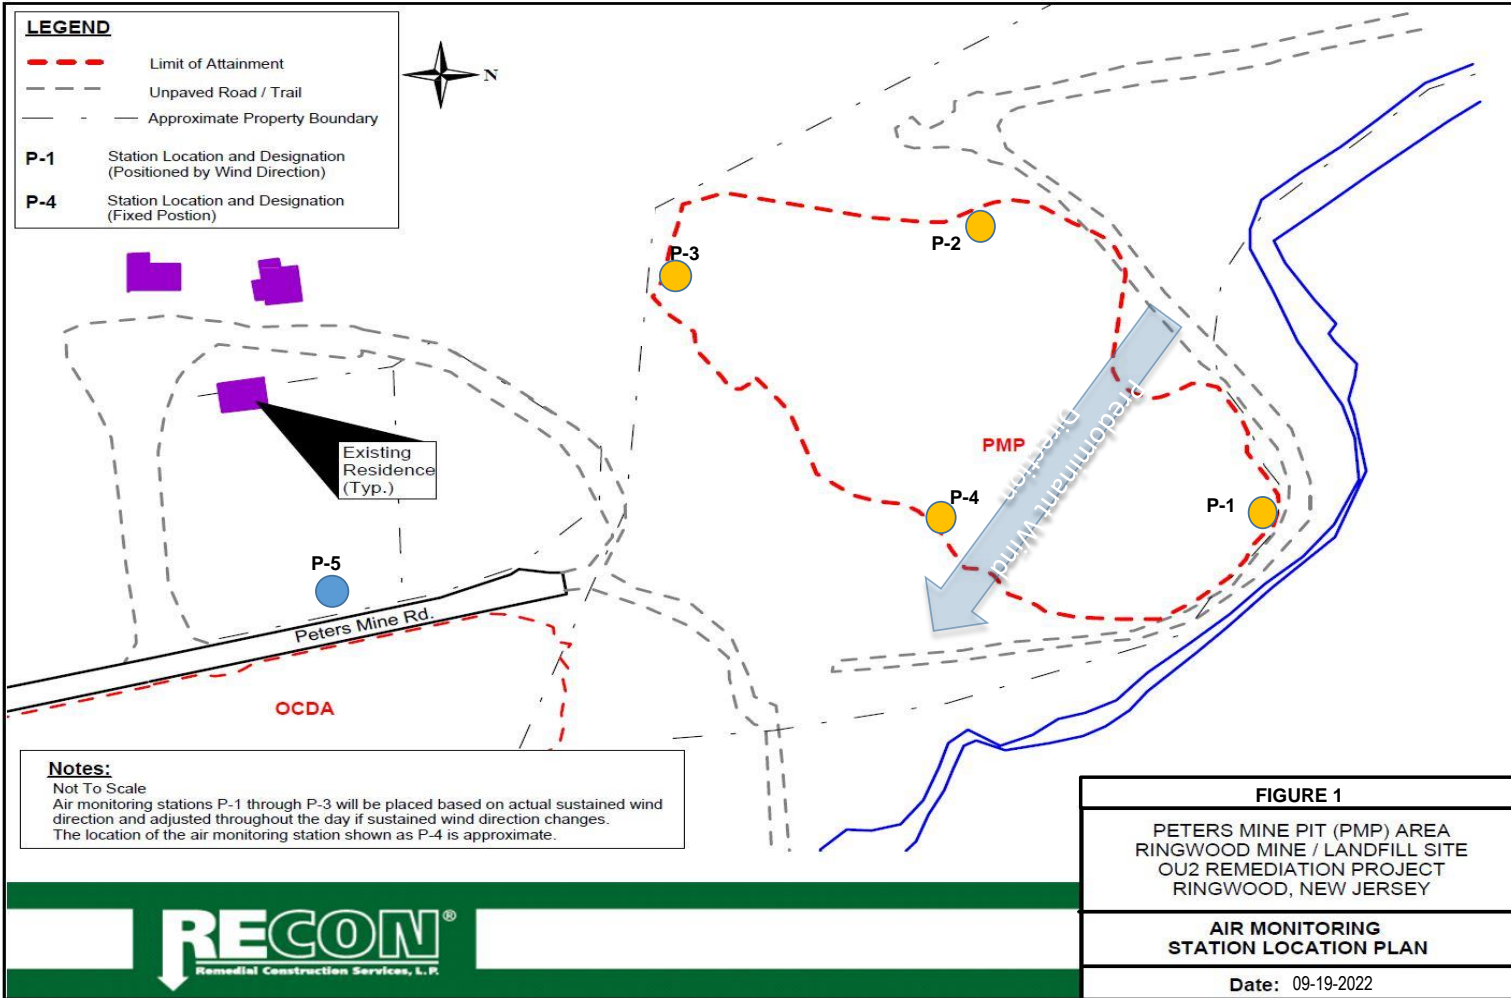 LEGEND
Limit of Attainment
Unpaved Road / Trail
Approximate Property Boundary
P-1 Station Location and Designation
(Positioned by Wind Direction)
P-4 Station Location and Designation
(Fixed Postion)
N
P-3
P-2
Predominant Wind
Direction
PMP
P-4
P-1
Existing
Residence
(Typ.)
P-5
Peters Mine Rd.
OCDA
Notes:
Not To Scale
Air monitoring stations P-1 through P-3 will be placed based on actual sustained wind
direction and adjusted throughout the day if sustained wind direction changes.
The location of the air monitoring station shown as P-4 is approximate.
RECON®
Remedial Construction Services, L.P.
FIGURE 1
PETERS MINE PIT (PMP) AREA
RINGWOOD MINE / LANDFILL SITE
OU2 REMEDIATION PROJECT
RINGWOOD, NEW JERSEY
AIR MONITORING
STATION LOCATION PLAN
Date: 09-19-2022